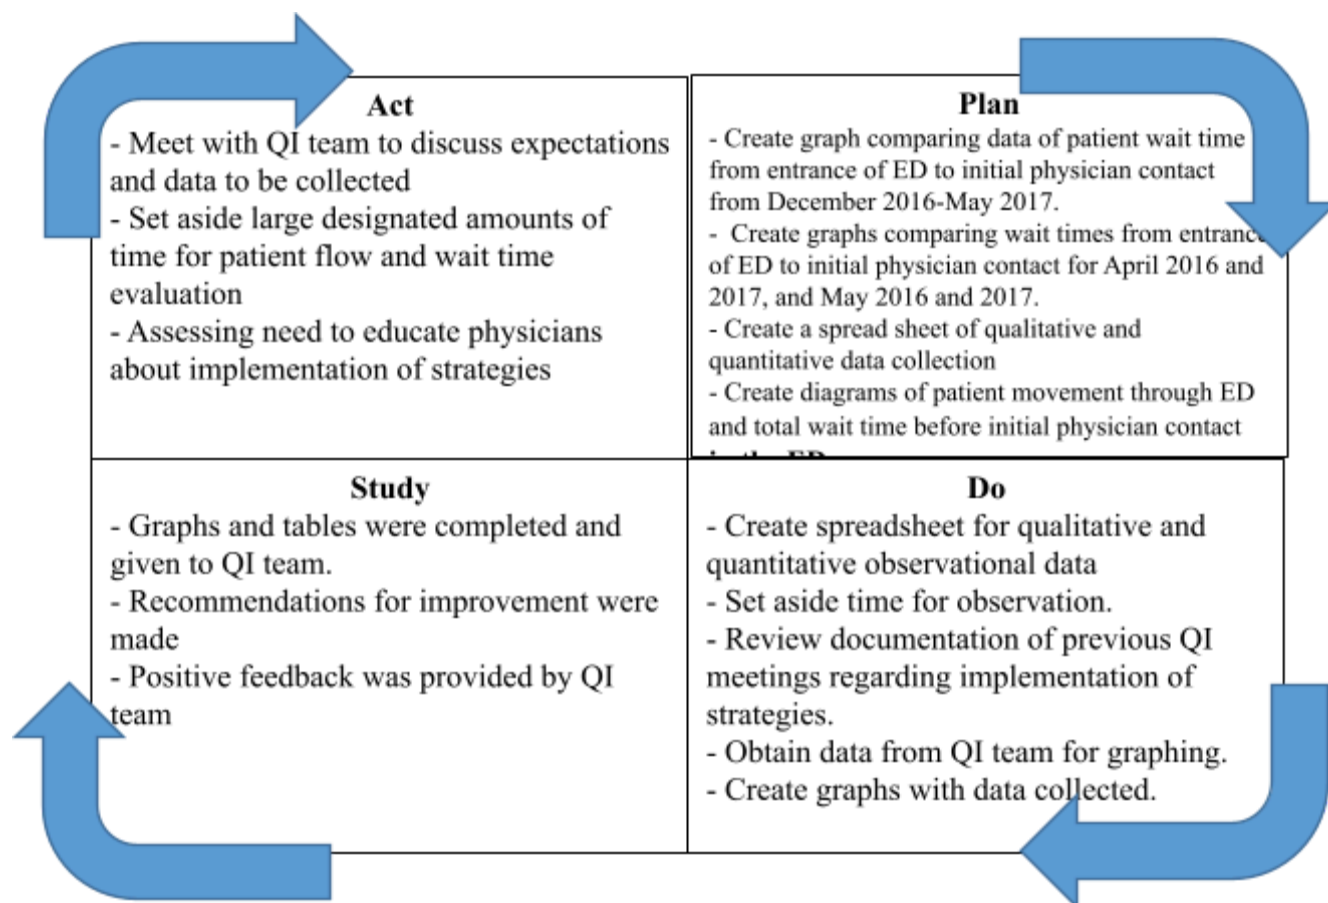 Act
- Meet with QI team to discuss expectations
and data to be collected
- Set aside large designated amounts of
time for patient flow and wait time
evaluation
- Assessing need to educate physicians
about implementation of strategies
Plan
- Create graph comparing data of patient wait time
from entrance of ED to initial physician contact
from December 2016-May 2017.
- Create graphs comparing wait times from entrance
of ED to initial physician contact for April 2016 and
2017, and May 2016 and 2017.
- Create a spread sheet of qualitative and
quantitative data collection
- Create diagrams of patient movement through ED
and total wait time before initial physician contact
Study
- Graphs and tables were completed and
given to QI team.
- Recommendations for improvement were
made
- Positive feedback was provided by QI
team
Do
- Create spreadsheet for qualitative and
quantitative observational data
- Set aside time for observation.
- Review documentation of previous QI
meetings regarding implementation of
strategies.
- Obtain data from QI team for graphing.
- Create graphs with data collected.